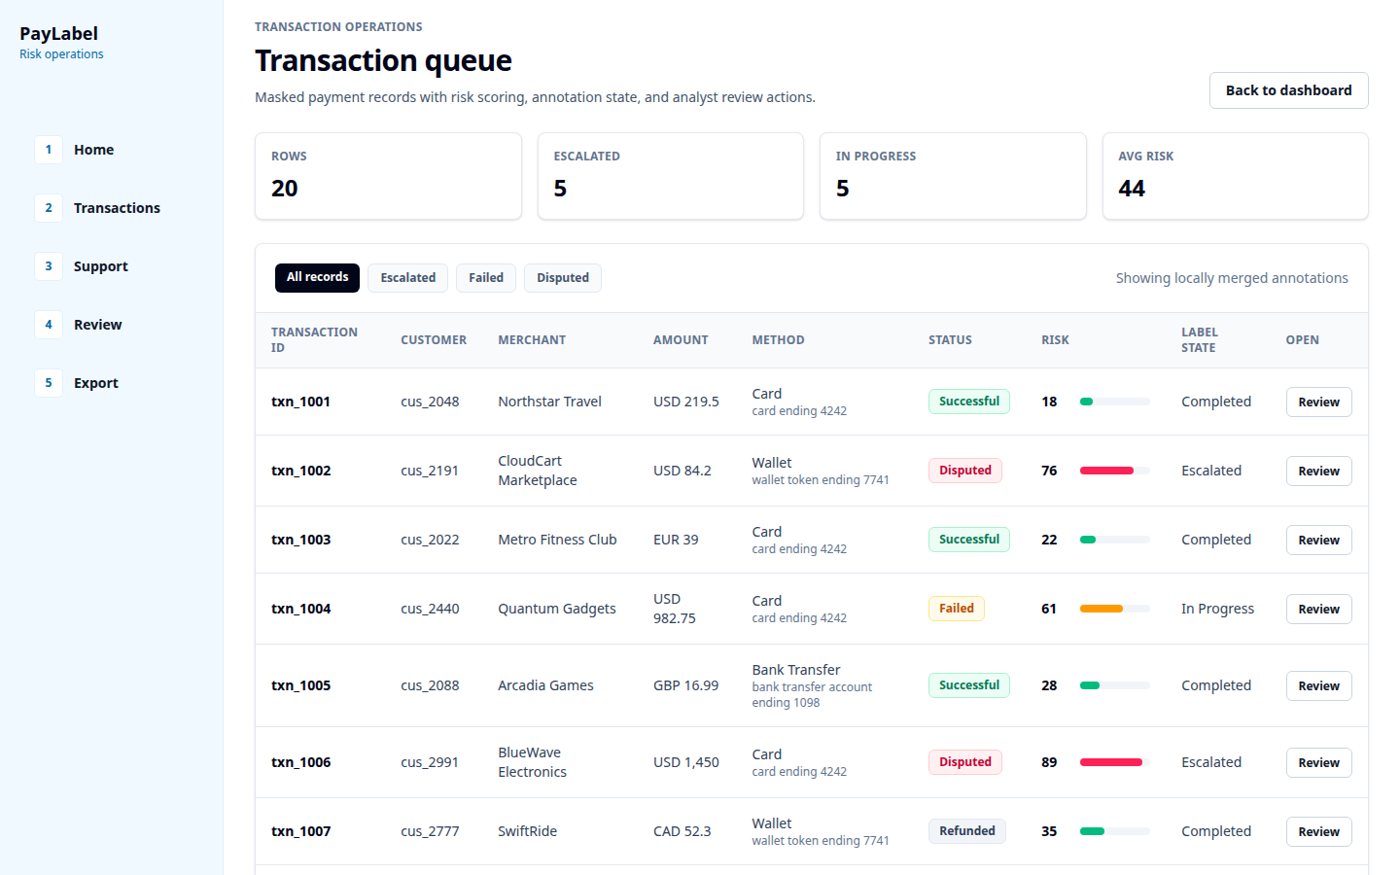 PayLabel
Risk operations
1 Home
2 Transactions
3 Support
4 Review
5 Export
TRANSACTION OPERATIONS
Transaction queue
Masked payment records with risk scoring, annotation state, and analyst review actions.
Back to dashboard
ROWS
20
ESCALATED
5
IN PROGRESS
5
AVG RISK
44
All records Escalated Failed Disputed
Showing locally merged annotations
TRANSACTION
ID
CUSTOMER
MERCHANT
AMOUNT
METHOD
STATUS
RISK
LABEL
STATE
OPEN
txn_1001
cus_2048
Northstar Travel
USD 219.5
Card
card ending 4242
Successful
18
Completed
Review
txn_1002
cus_2191
CloudCart
Marketplace
USD 84.2
Wallet
wallet token ending 7741
Disputed
76
Escalated
Review
txn_1003
cus_2022
Metro Fitness Club
EUR 39
Card
card ending 4242
Successful
22
Completed
Review
txn_1004
cus_2440
Quantum Gadgets
USD
982.75
Card
card ending 4242
Failed
61
In Progress
Review
txn_1005
cus_2088
Arcadia Games
GBP 16.99
Bank Transfer
bank transfer account
ending 1098
Successful
28
Completed
Review
txn_1006
cus_2991
BlueWave
Electronics
USD 1,450
Card
card ending 4242
Disputed
89
Escalated
Review
txn_1007
cus_2777
SwiftRide
CAD 52.3
Wallet
wallet token ending 7741
Refunded
35
Completed
Review